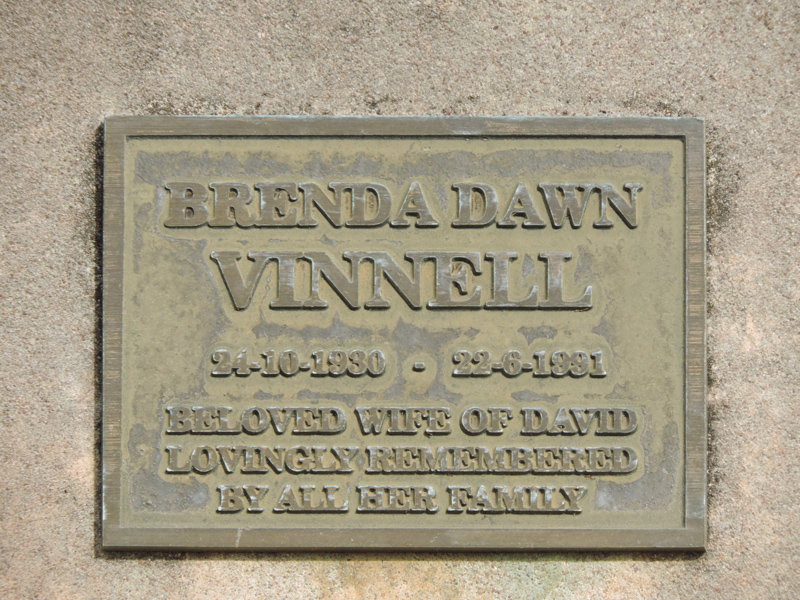 BRENDA DAWN
VINNELL
24-10-1930 - 22-6-1991
BELOVED WIFE OF DAVID
LOVINGLY REMEMBERED
BY ALL HER FAMILY